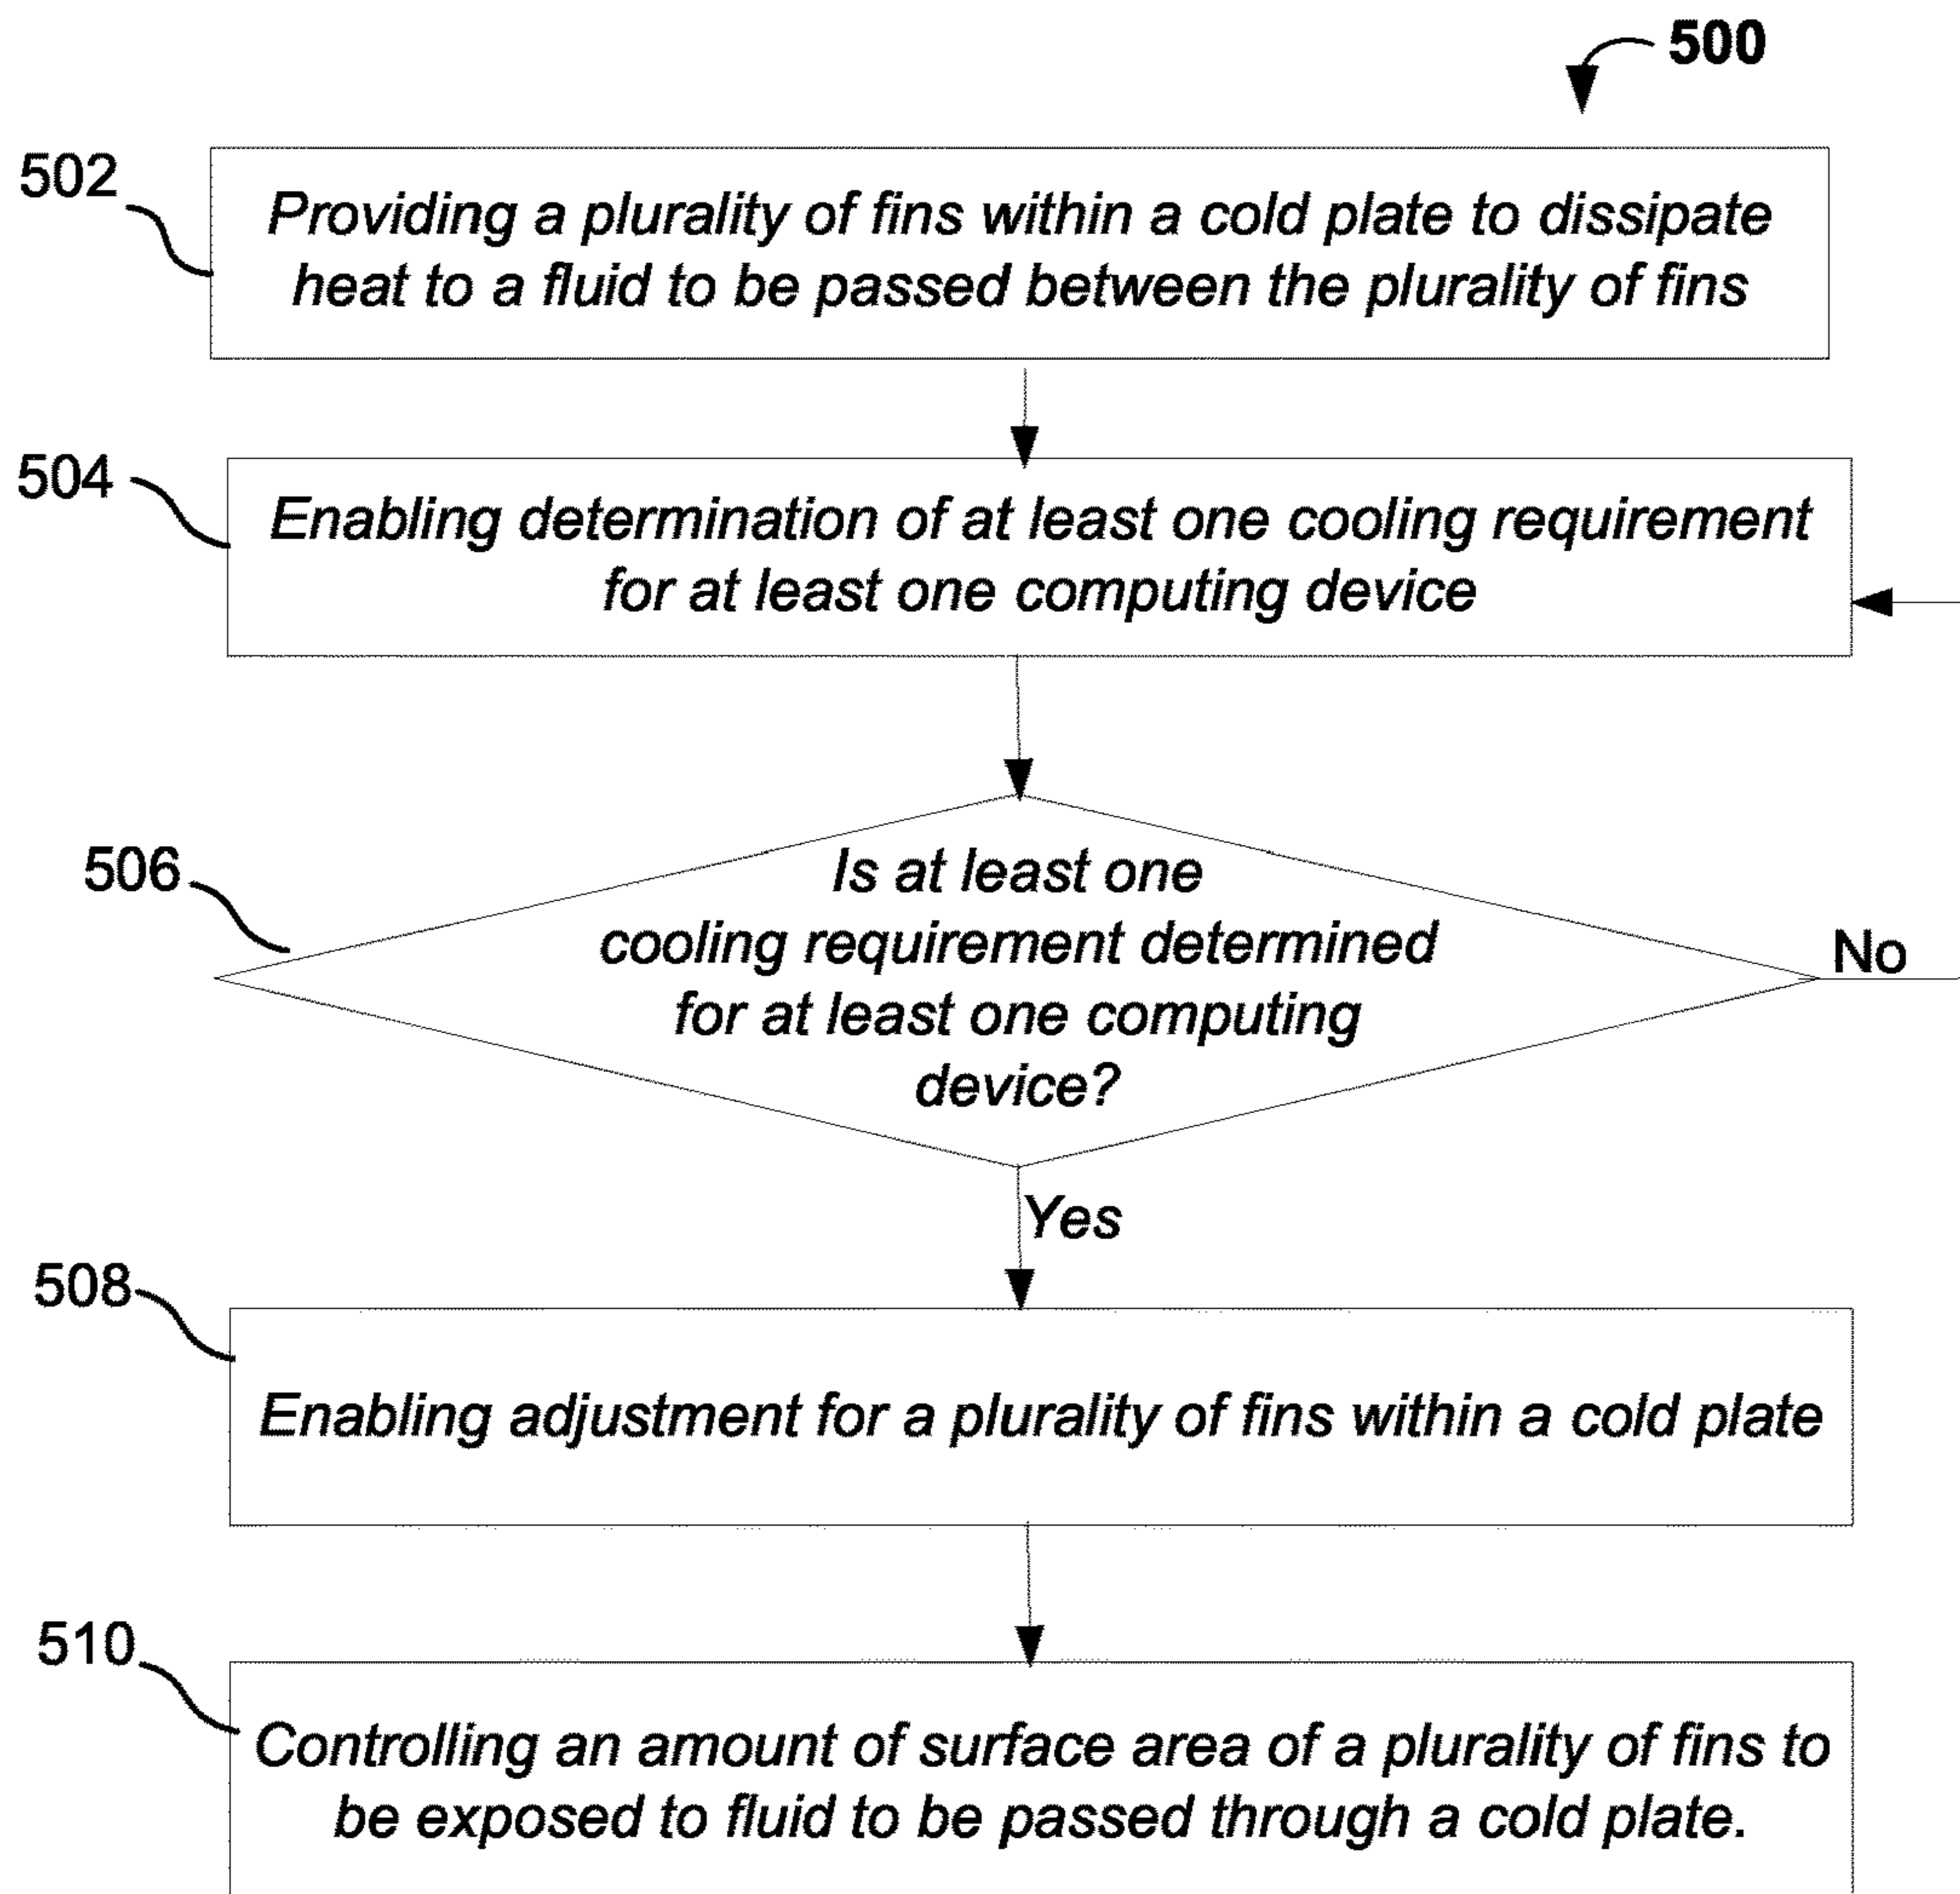 500
502
Providing a plurality of fins within a cold plate to dissipate
heat to a fluid to be passed between the plurality of fins
504
Enabling determination of at least one cooling requirement
for at least one computing device
506
Is at least one
cooling requirement determined
for at least one computing
device?
No
Yes
508
Enabling adjustment for a plurality of fins within a cold plate
510
Controlling an amount of surface area of a plurality of fins to
be exposed to fluid to be passed through a cold plate.